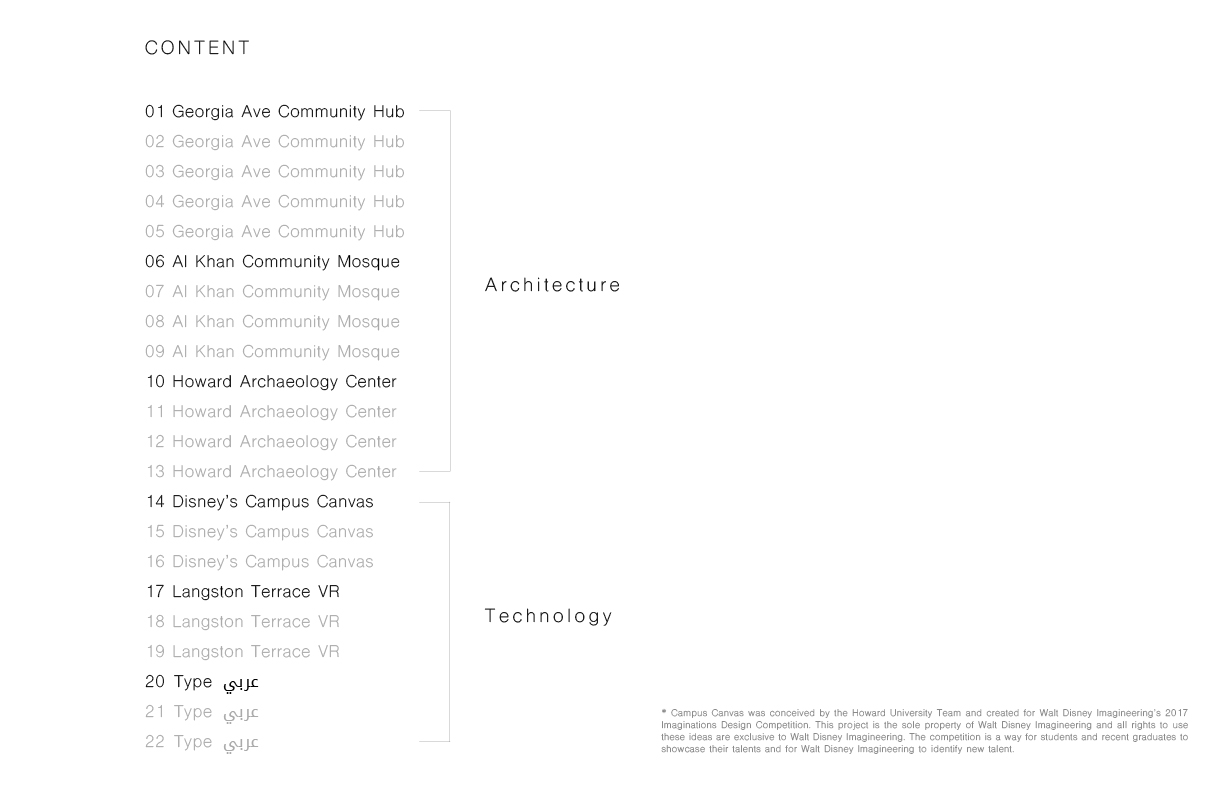 CONTENT
01 Georgia Ave Community Hub
02 Georgia Ave Community Hub
03 Georgia Ave Community Hub
04 Georgia Ave Community Hub
05 Georgia Ave Community Hub
06 Al Khan Community Mosque
07 Al Khan Community Mosque
08 Al Khan Community Mosque
09 Al Khan Community Mosque
10 Howard Archaeology Center
11 Howard Archaeology Center
12 Howard Archaeology Center
13 Howard Archaeology Center
Architecture
14 Disney’s Campus Canvas
15 Disney’s Campus Canvas
16 Disney’s Campus Canvas
17 Langston Terrace VR
18 Langston Terrace VR
19 Langston Terrace VR
20 Type عربي
21 Type عربي
22 Type عربي
Technology
* Campus Canvas was conceived by the Howard University Team and created for Walt Disney Imagineering's 2017
Imaginations Design Competition. This project is the sole property of Walt Disney Imagineering and all rights to use
these ideas are exclusive to Walt Disney Imagineering. The competition is a way for students and recent graduates to
showcase their talents and for Walt Disney Imagineering to identify new talent.